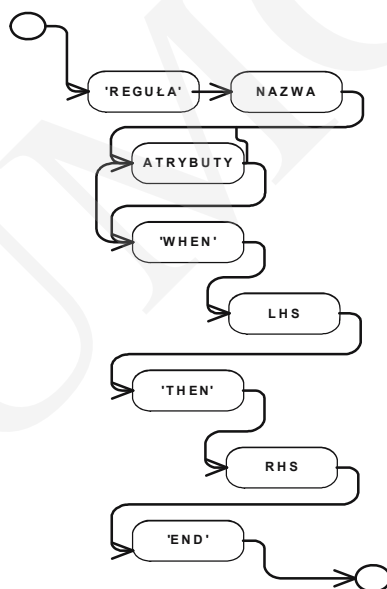 'REGUŁA' NAZWA
ATRYBUTY
'WHEN'
LHS
'THEN'
RHS
'END'